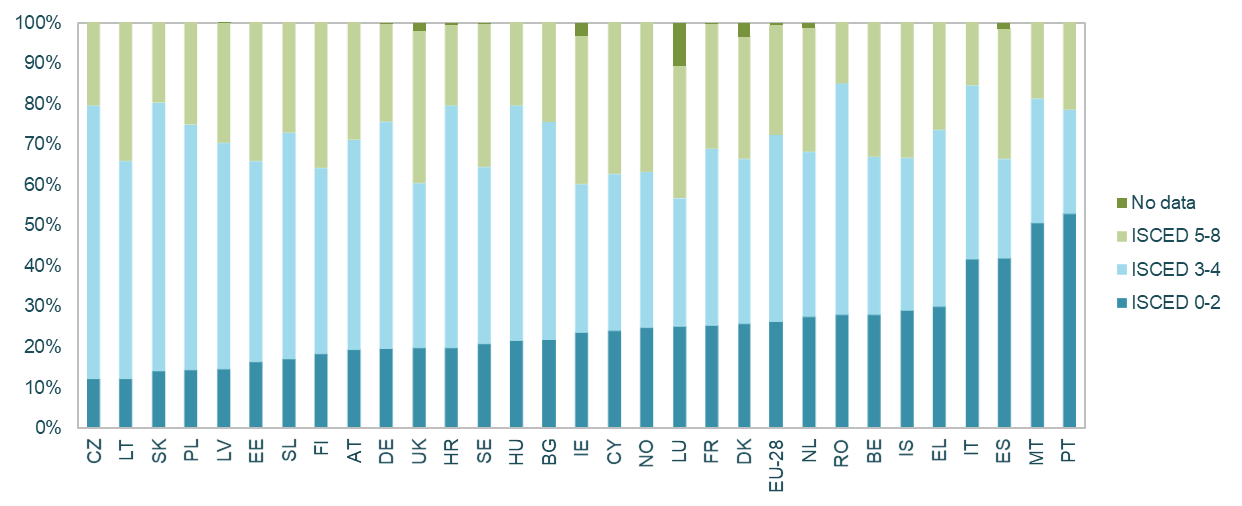 100%
90%
80%
70%
60%
50%
40%
30%
20%
10%
0%
CZ
LT
SK
PL
LV
EE
SL
FI
AT
DE
UK
HR
SE
HU
BG
IE
CY
NO
LU
FR
DK
EU-28
NL
RO
BE
IS
EL
IT
ES
MT
PT
No data
ISCED 5-8
ISCED 3-4
ISCED 0-2